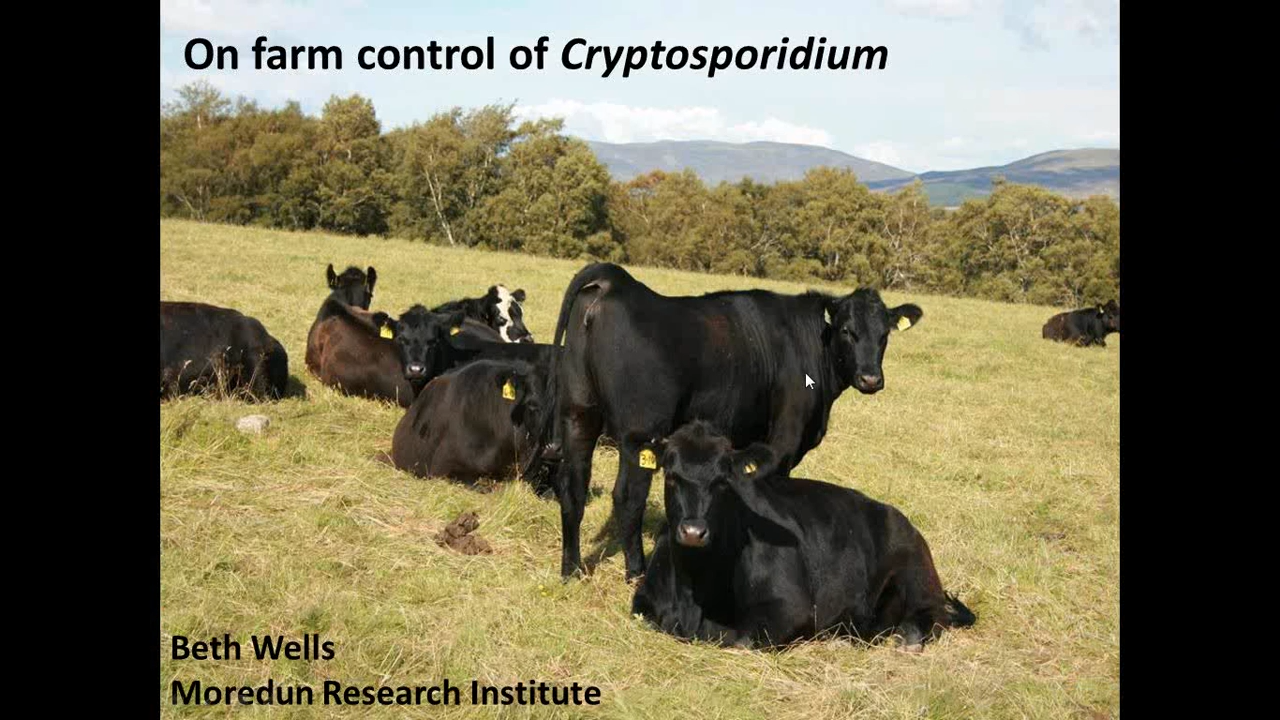 On farm control of Cryptosporidium
Beth Wells
Moredun Research Institute